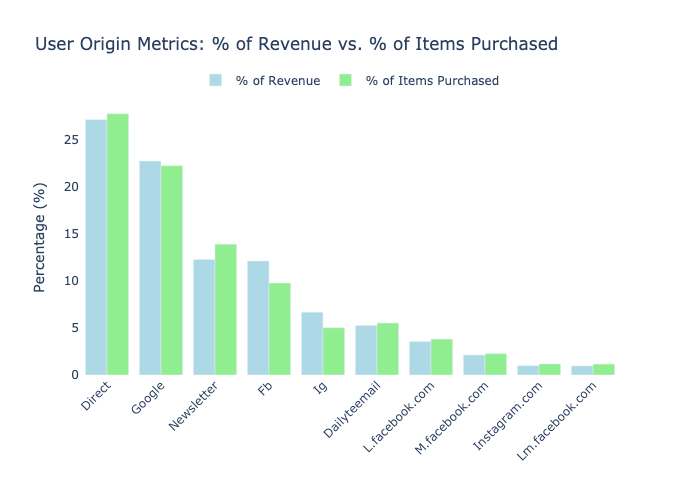 User Origin Metrics: % of Revenue vs. % of Items Purchased
% of Revenue
% of Items Purchased
Percentage (%)
25
20
15
10
5
0
Direct
Google
Newsletter
Fb
Ig
Dailyteemail
L.facebook.com
M.facebook.com
Instagram.com
Lm.facebook.com